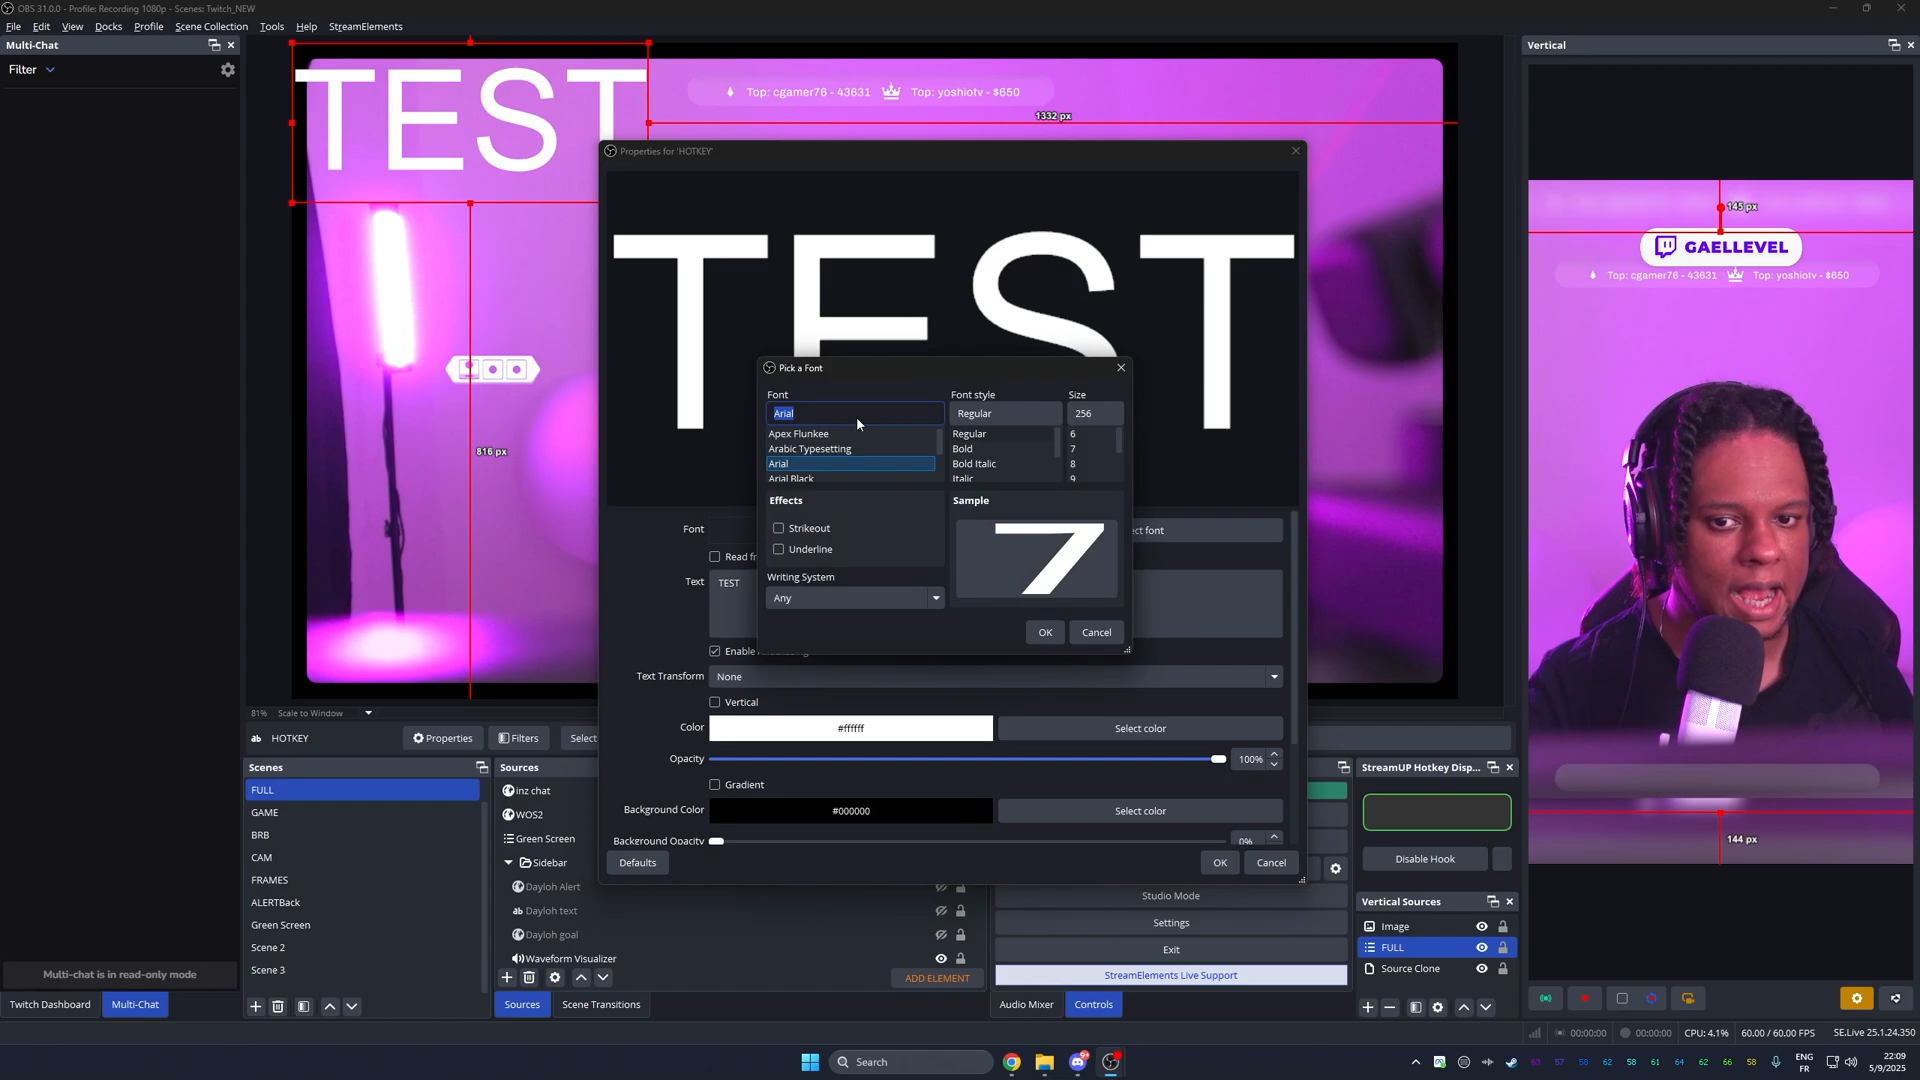 OBS 31.0.0 - Profile: Recording 1080p - Scenes: Twitch_NEW
File Edit View Docks Profile Scene Collection Tools Help StreamElements
Multi-Chat
Filter
Multi-chat is in read-only mode
Twitch Dashboard
Multi-Chat
TEST
Top: cgamer76 - 43631
Top: yoshiotv - $650
1332 px
816 px
81% Scale to Window
HOTKEY
Properties
Filters
Scenes
FULL
GAME
BRB
CAM
FRAMES
ALERTBack
Green Screen
Scene 2
Scene 3
Sources
inz chat
WOS2
Green Screen
Sidebar
Dayloh Alert
Dayloh text
Dayloh goal
Waveform Visualizer
ADD ELEMENT
Sources
Scene Transitions
Properties for 'HOTKEY'
TEST
Pick a Font
Font
Arial
Apex Flunkee
Arabic Typesetting
Arial
Arial Black
Font style
Regular
Regular
Bold
Bold Italic
Italic
Size
256
6
7
8
9
Effects
Strikeout
Underline
Sample
Writing System
Any
OK
Cancel
Font
Text
TEST
Text Transform
None
Vertical
Color
#ffffff
Select color
Opacity
100%
Gradient
Background Color
#000000
Select color
Background Opacity
0%
Defaults
OK
Cancel
Studio Mode
Settings
Exit
StreamElements Live Support
Audio Mixer
Controls
StreamUP Hotkey Disp...
Disable Hook
Vertical Sources
Image
FULL
Source Clone
Vertical
145 px
GAELLEVEL
Top: cgamer76 - 43631
Top: yoshiotv - $650
144 px
00:00:00
00:00:00
CPU: 4.1%
60.00 / 60.00 FPS
SE.Live 25.1.24.350
Search
63 57 58 62 58 61 64 62 66 58
ENG
FR
22:09
5/9/2025